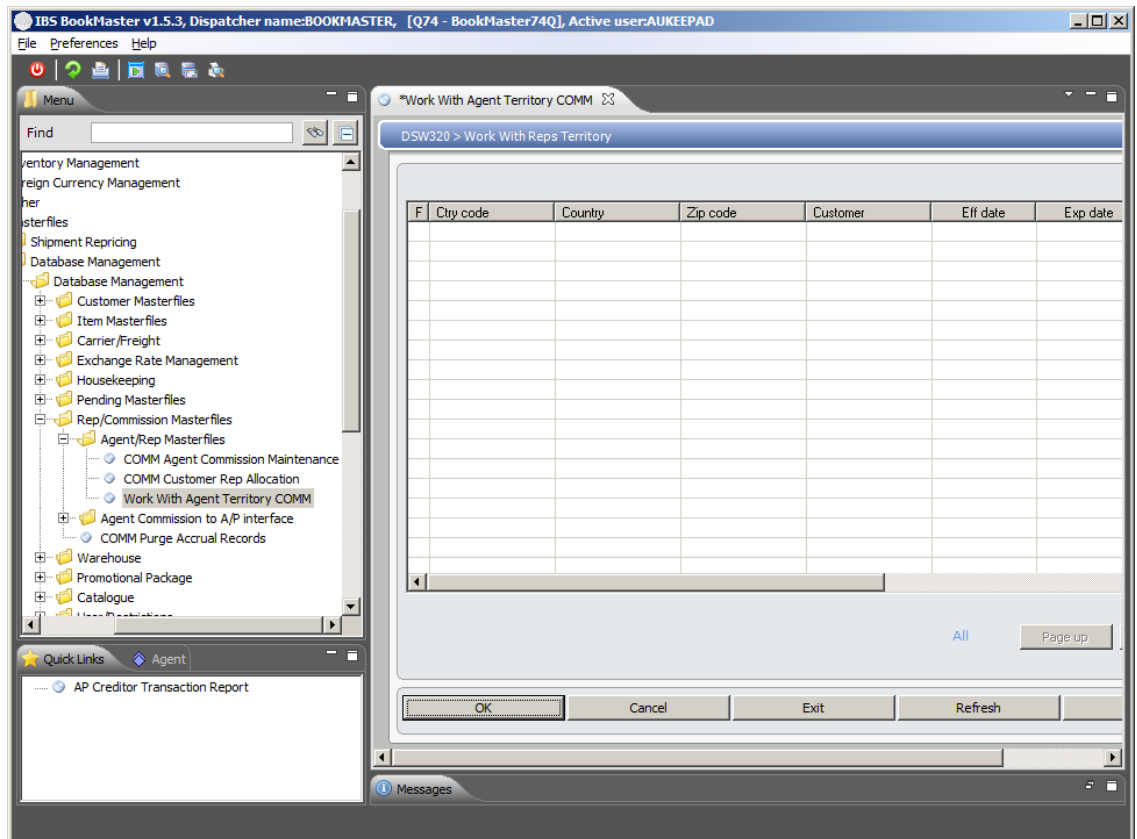 IBS BookMaster v1.5.3, Dispatcher name:BOOKMASTER, [Q74 - BookMaster74Q], Active user:AUKEEPAD
File Preferences Help
Menu
Find
ventory Management
reign Currency Management
her
sterfiles
Shipment Repricing
Database Management
Database Management
Customer Masterfiles
Item Masterfiles
Carrier/Freight
Exchange Rate Management
Housekeeping
Pending Masterfiles
Rep/Commission Masterfiles
Agent/Rep Masterfiles
COMM Agent Commission Maintenance
COMM Customer Rep Allocation
Work With Agent Territory COMM
Agent Commission to A/P interface
COMM Purge Accrual Records
Warehouse
Promotional Package
Catalogue
Quick Links Agent
AP Creditor Transaction Report
*Work With Agent Territory COMM
DSW320 > Work With Reps Territory
F Ctry code Country Zip code Customer Eff date Exp date
All Page up
OK Cancel Exit Refresh
Messages